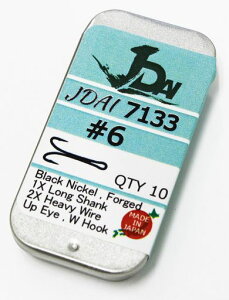 JDAI
JDAI 7133
#6
QTY 10
Black Nickel , Forged
1X Long Shank
2X Heavy Wire
Up Eye , W Hook
MADE
IN
JAPAN